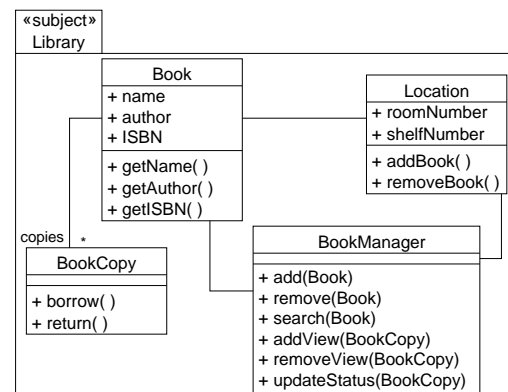 «subject»
Library
Book
+ name
+ author
+ ISBN
+ getName( )
+ getAuthor( )
+ getISBN( )
Location
+ roomNumber
+ shelfNumber
+ addBook( )
+ removeBook( )
copies *
BookCopy
+ borrow( )
+ return( )
BookManager
+ add(Book)
+ remove(Book)
+ search(Book)
+ addView(BookCopy)
+ removeView(BookCopy)
+ updateStatus(BookCopy)